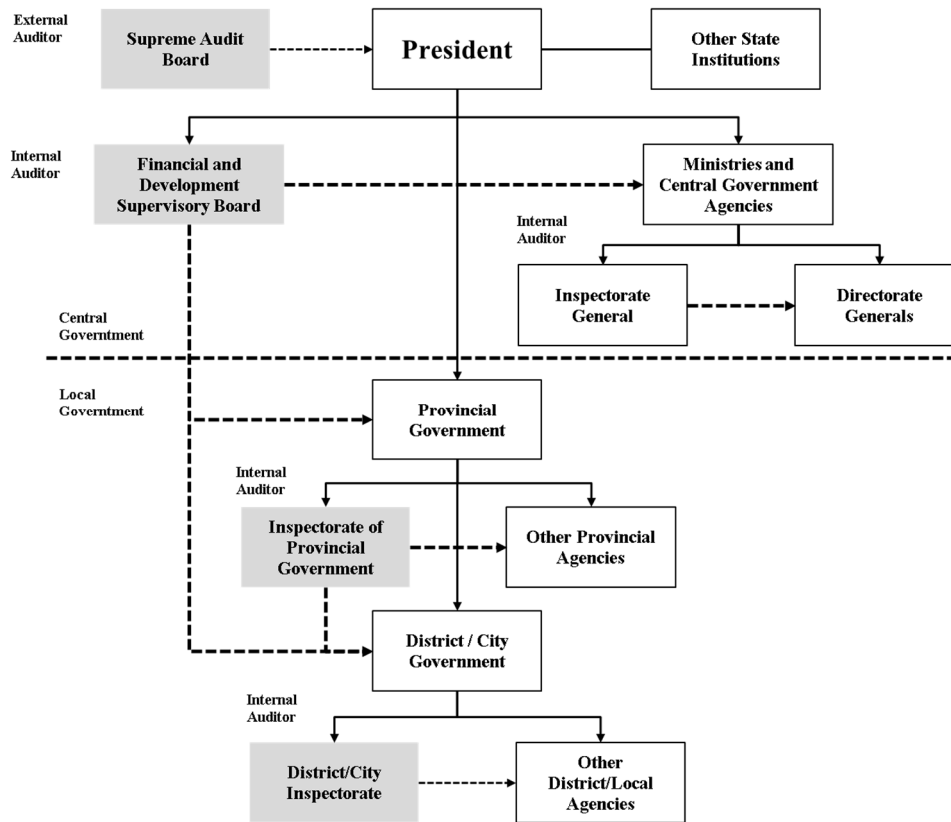 External
Auditor
Supreme Audit
Board
President
Other State
Institutions
Internal
Auditor
Financial and
Development
Supervisory Board
Ministries and
Central Government
Agencies
Internal
Auditor
Inspectorate
General
Directorate
Generals
Central
Governtment
Local
Governtment
Provincial
Government
Internal
Auditor
Inspectorate of
Provincial
Government
Other Provincial
Agencies
District / City
Government
Internal
Auditor
District/City
Inspectorate
Other
District/Local
Agencies